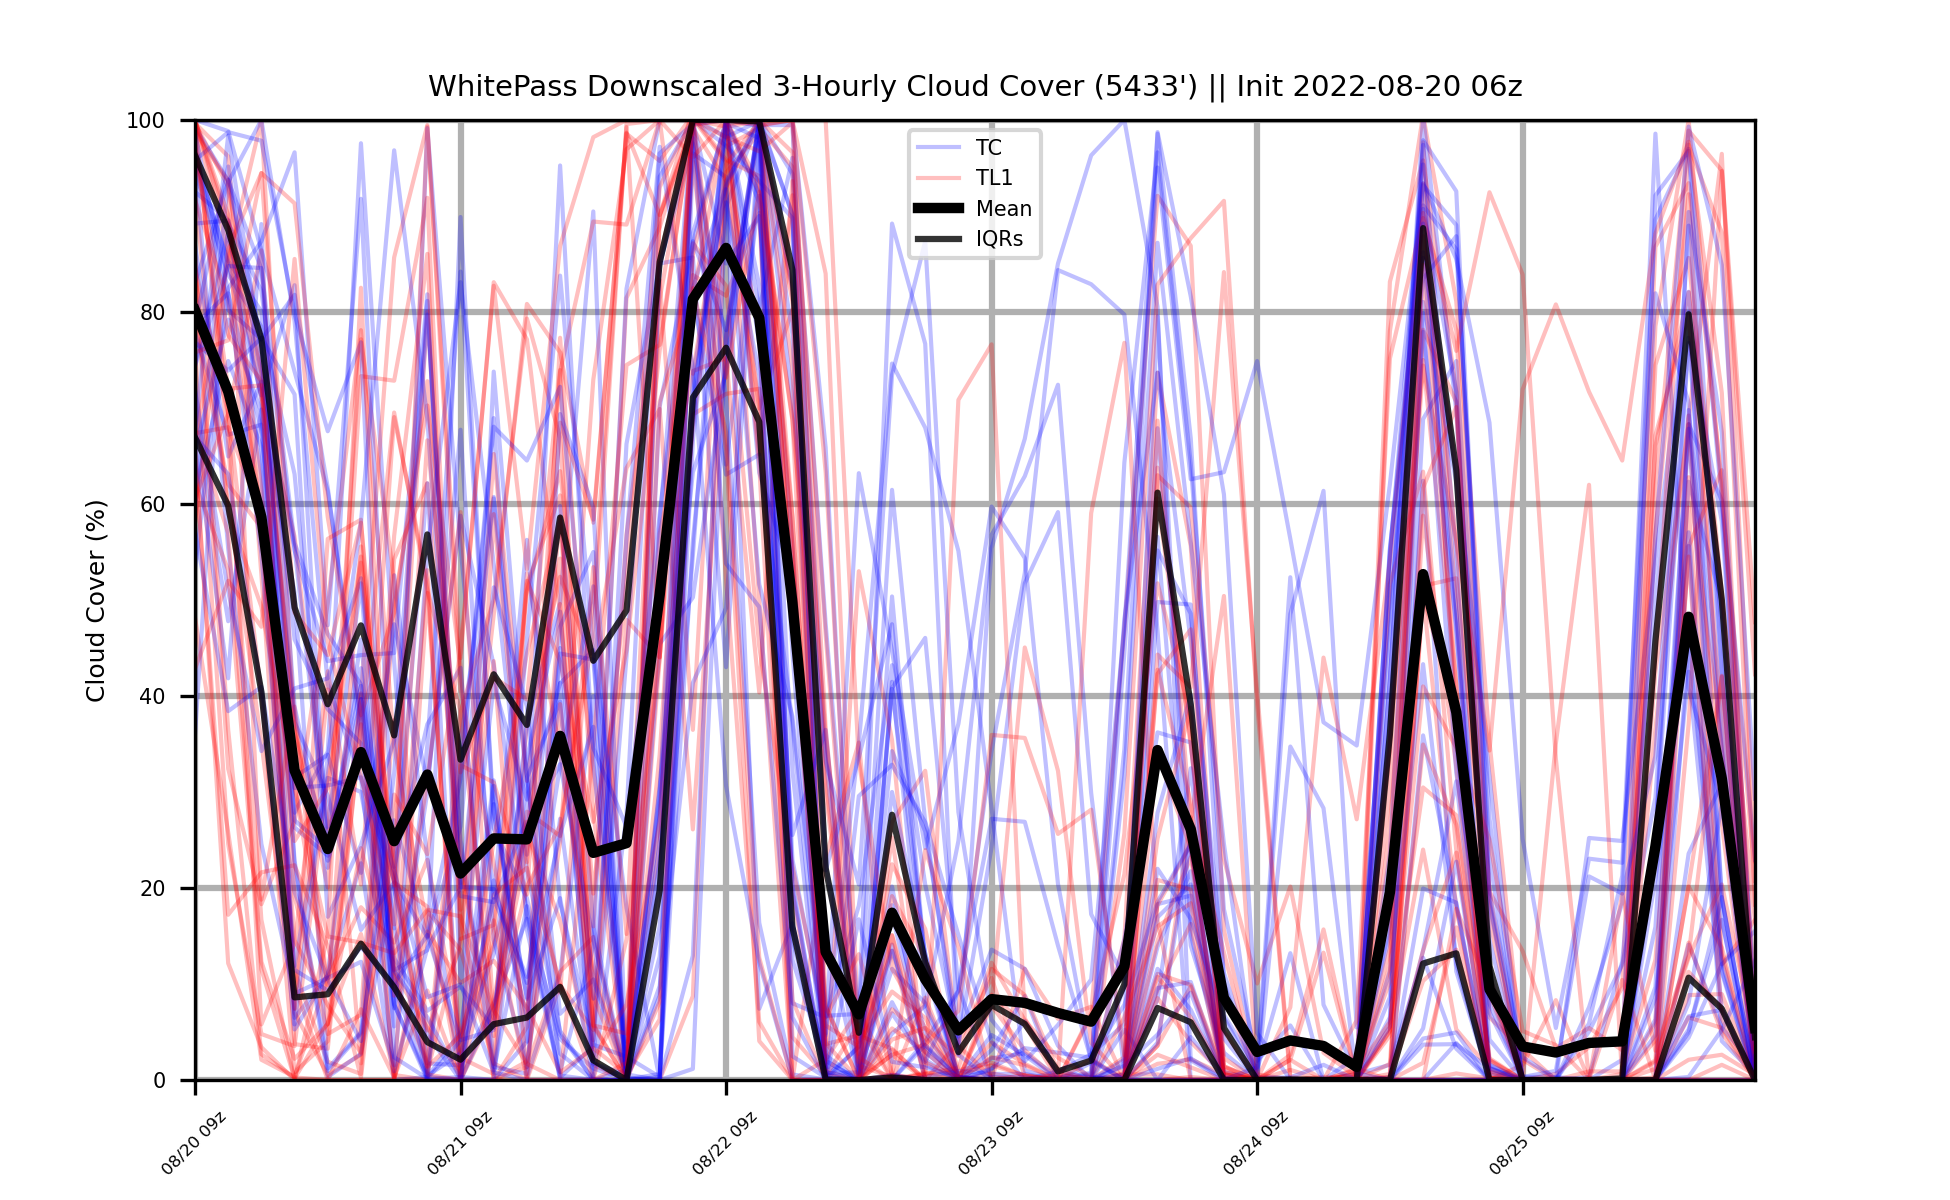 WhitePass Downscaled 3-Hourly Cloud Cover (5433') || Init 2022-08-20 06z
100
80
60
40
20
0
Cloud Cover (%)
TC
TL1
Mean
IQRs
08/20 09z
08/21 09z
08/22 09z
08/23 09z
08/24 09z
08/25 09z